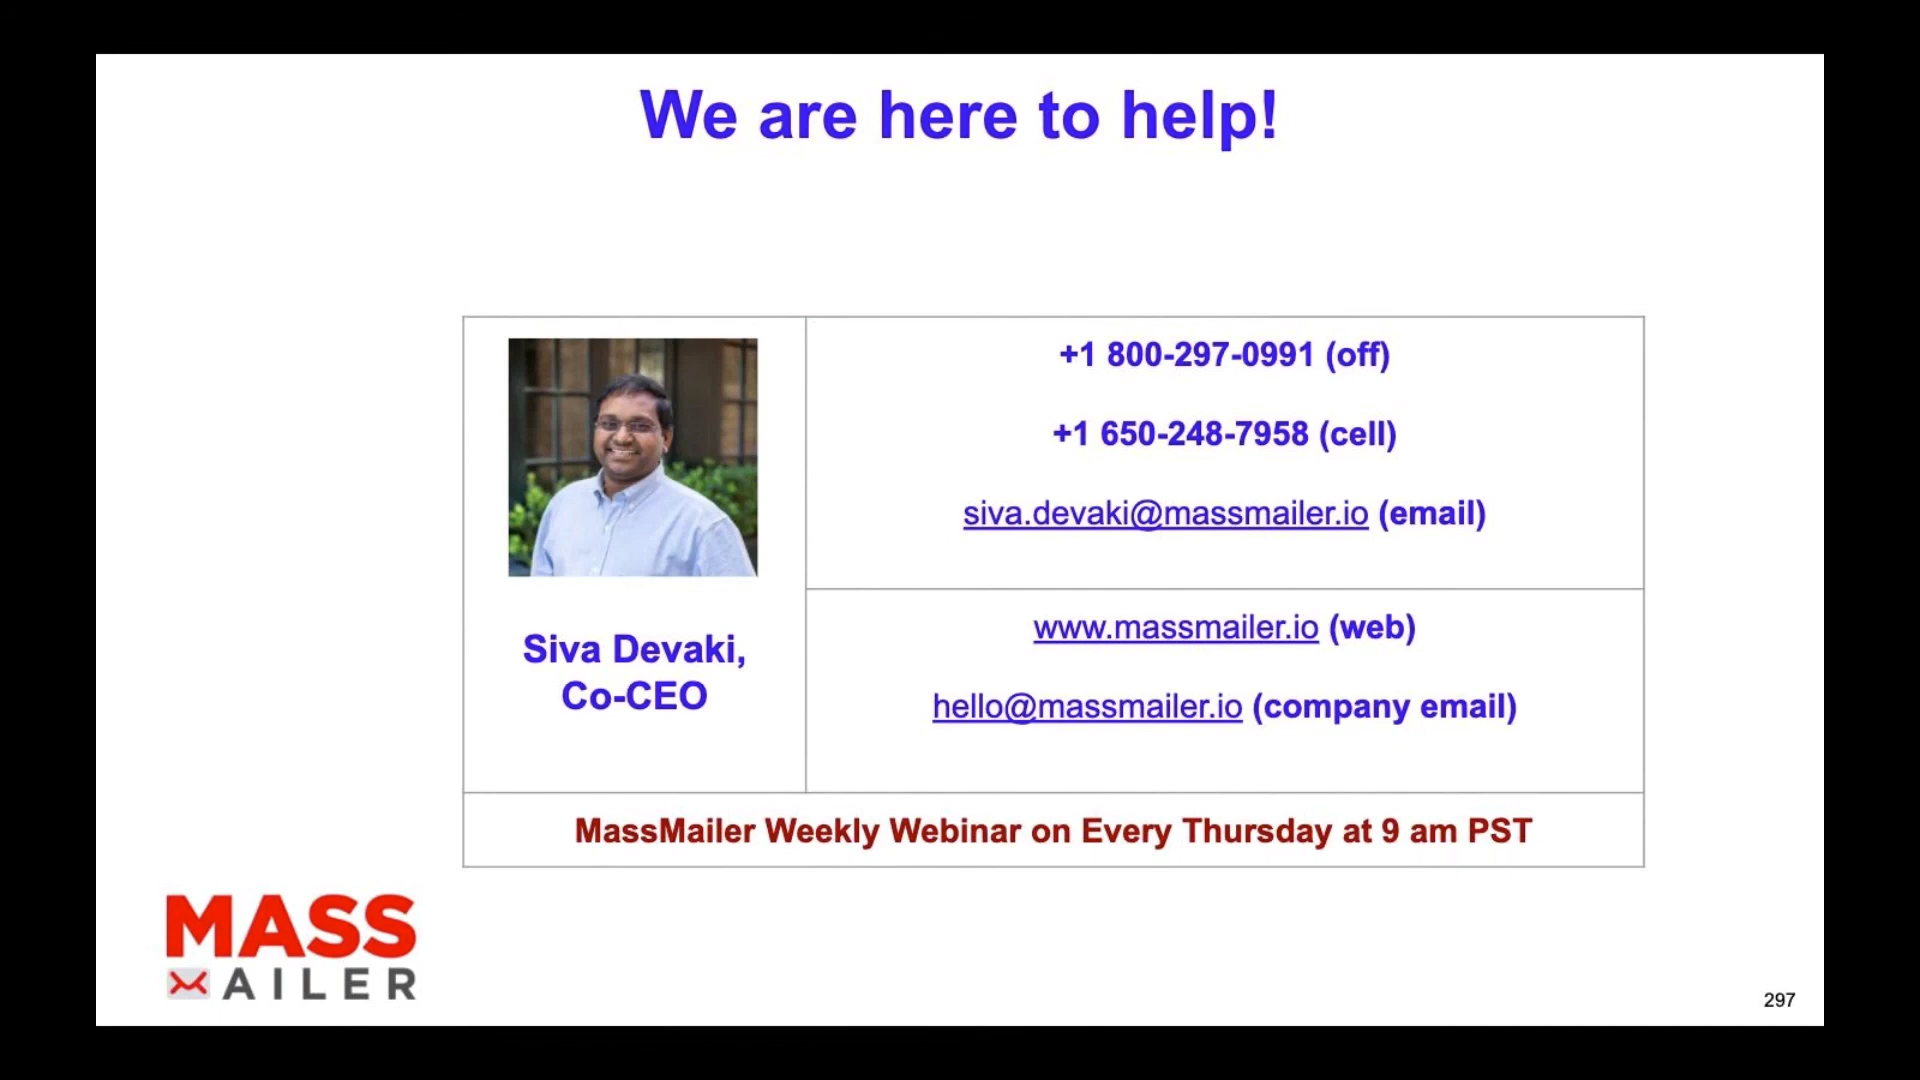 We are here to help!
+1 800-297-0991 (off)
+1 650-248-7958 (cell)
siva.devaki@massmailer.io (email)
Siva Devaki,
Co-CEO
www.massmailer.io (web)
hello@massmailer.io (company email)
MassMailer Weekly Webinar on Every Thursday at 9 am PST
MASS
AILER
297